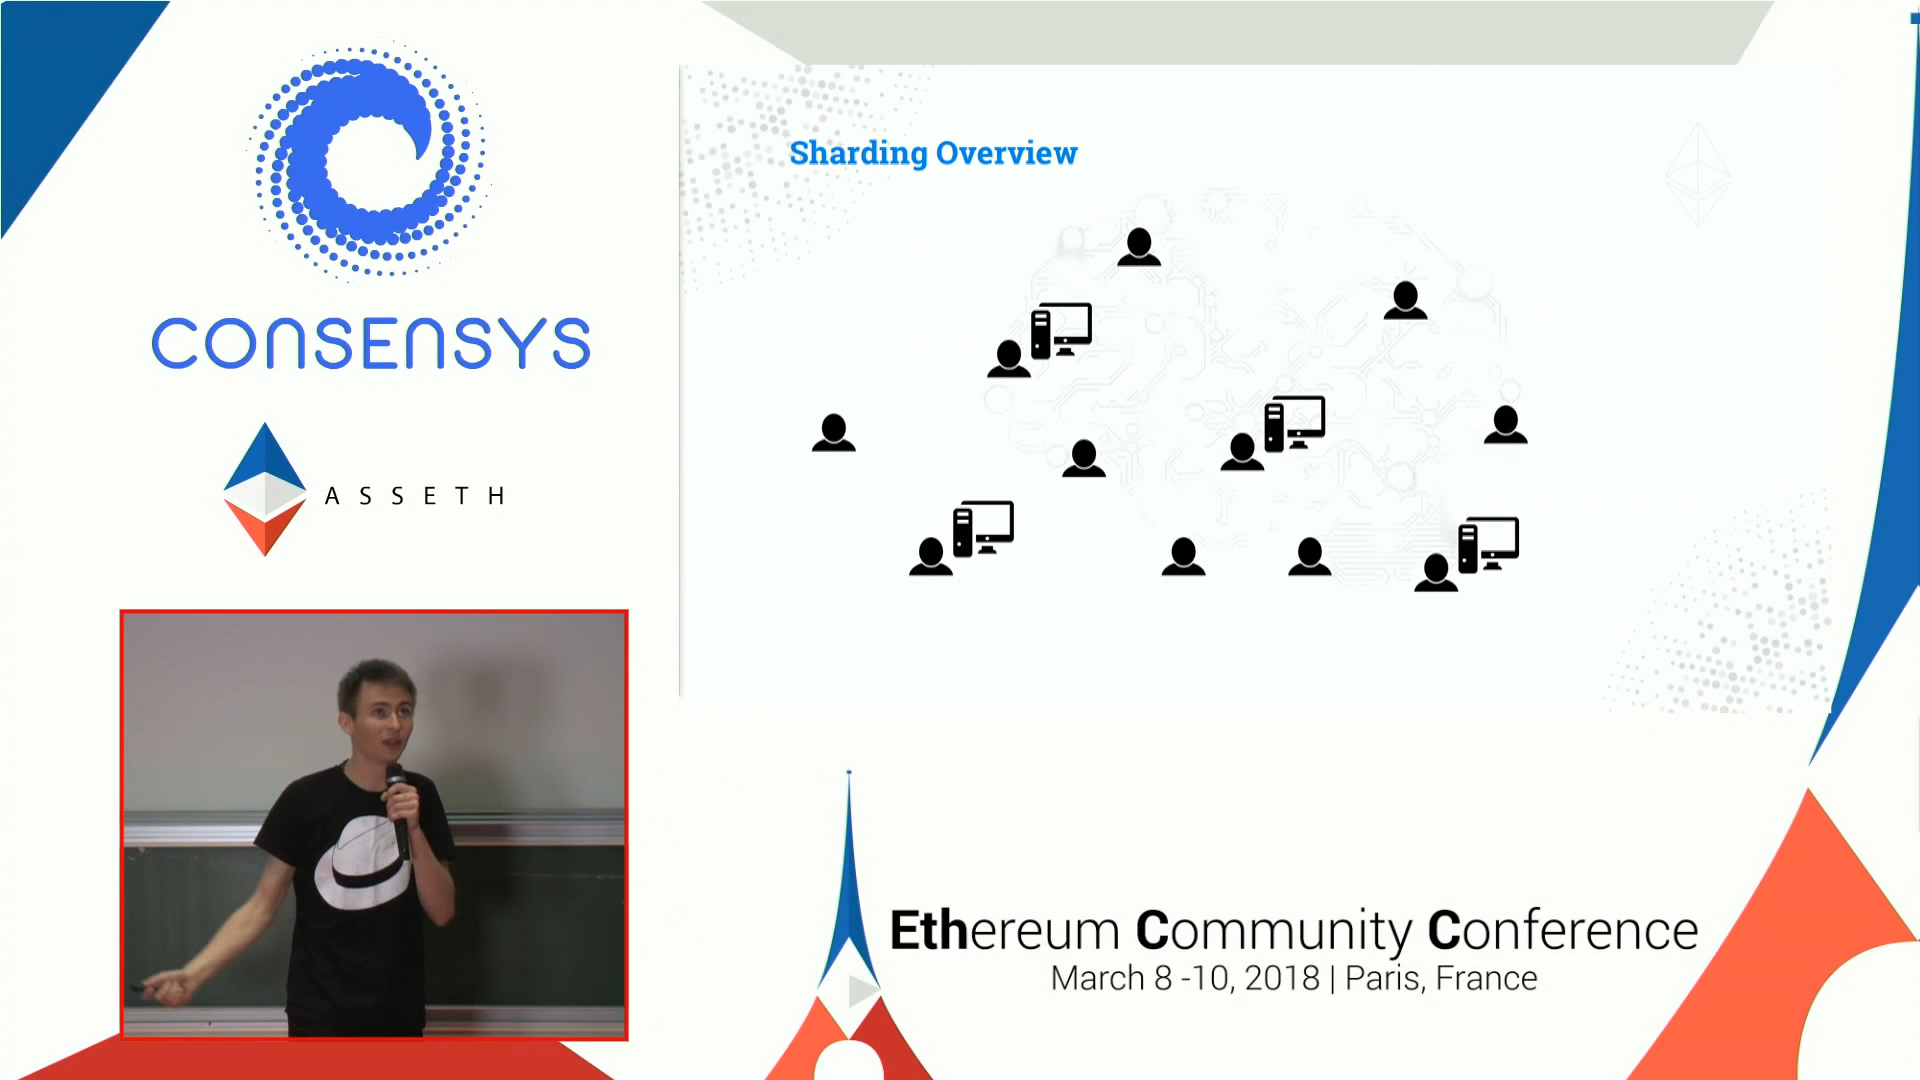 CONSENSYS
ASSETH
Sharding Overview
Ethereum Community Conference
March 8 -10, 2018 | Paris, France